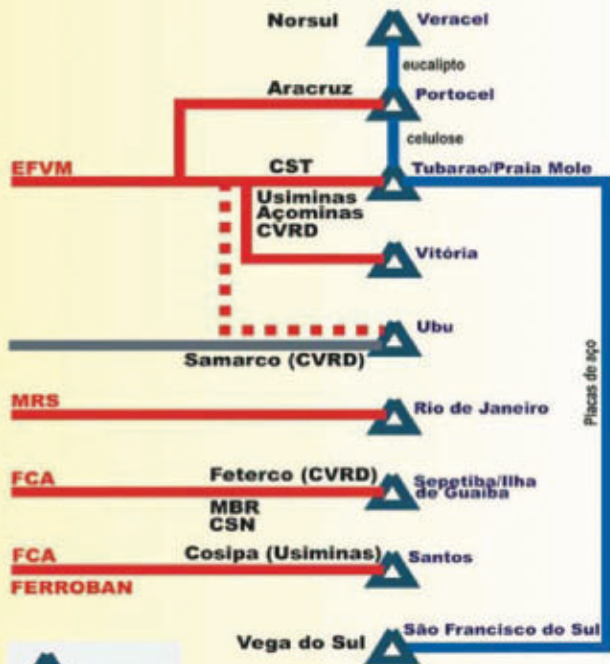 Norsul
Veracel
eucalipto
Aracruz
Portocel
celulose
EFVM
CST
Tubarao/Praia Mole
Usiminas
Açominas
CVRD
Vitória
Ubu
Samarco (CVRD)
Placas de aço
MRS
Rio de Janeiro
FCA
Feterco (CVRD)
Sepetiba/Ilha
de Guaíba
MBR
CSN
FCA
Cosipa (Usiminas)
Santos
FERROBAN
São Francisco do Sul
Vega do Sul